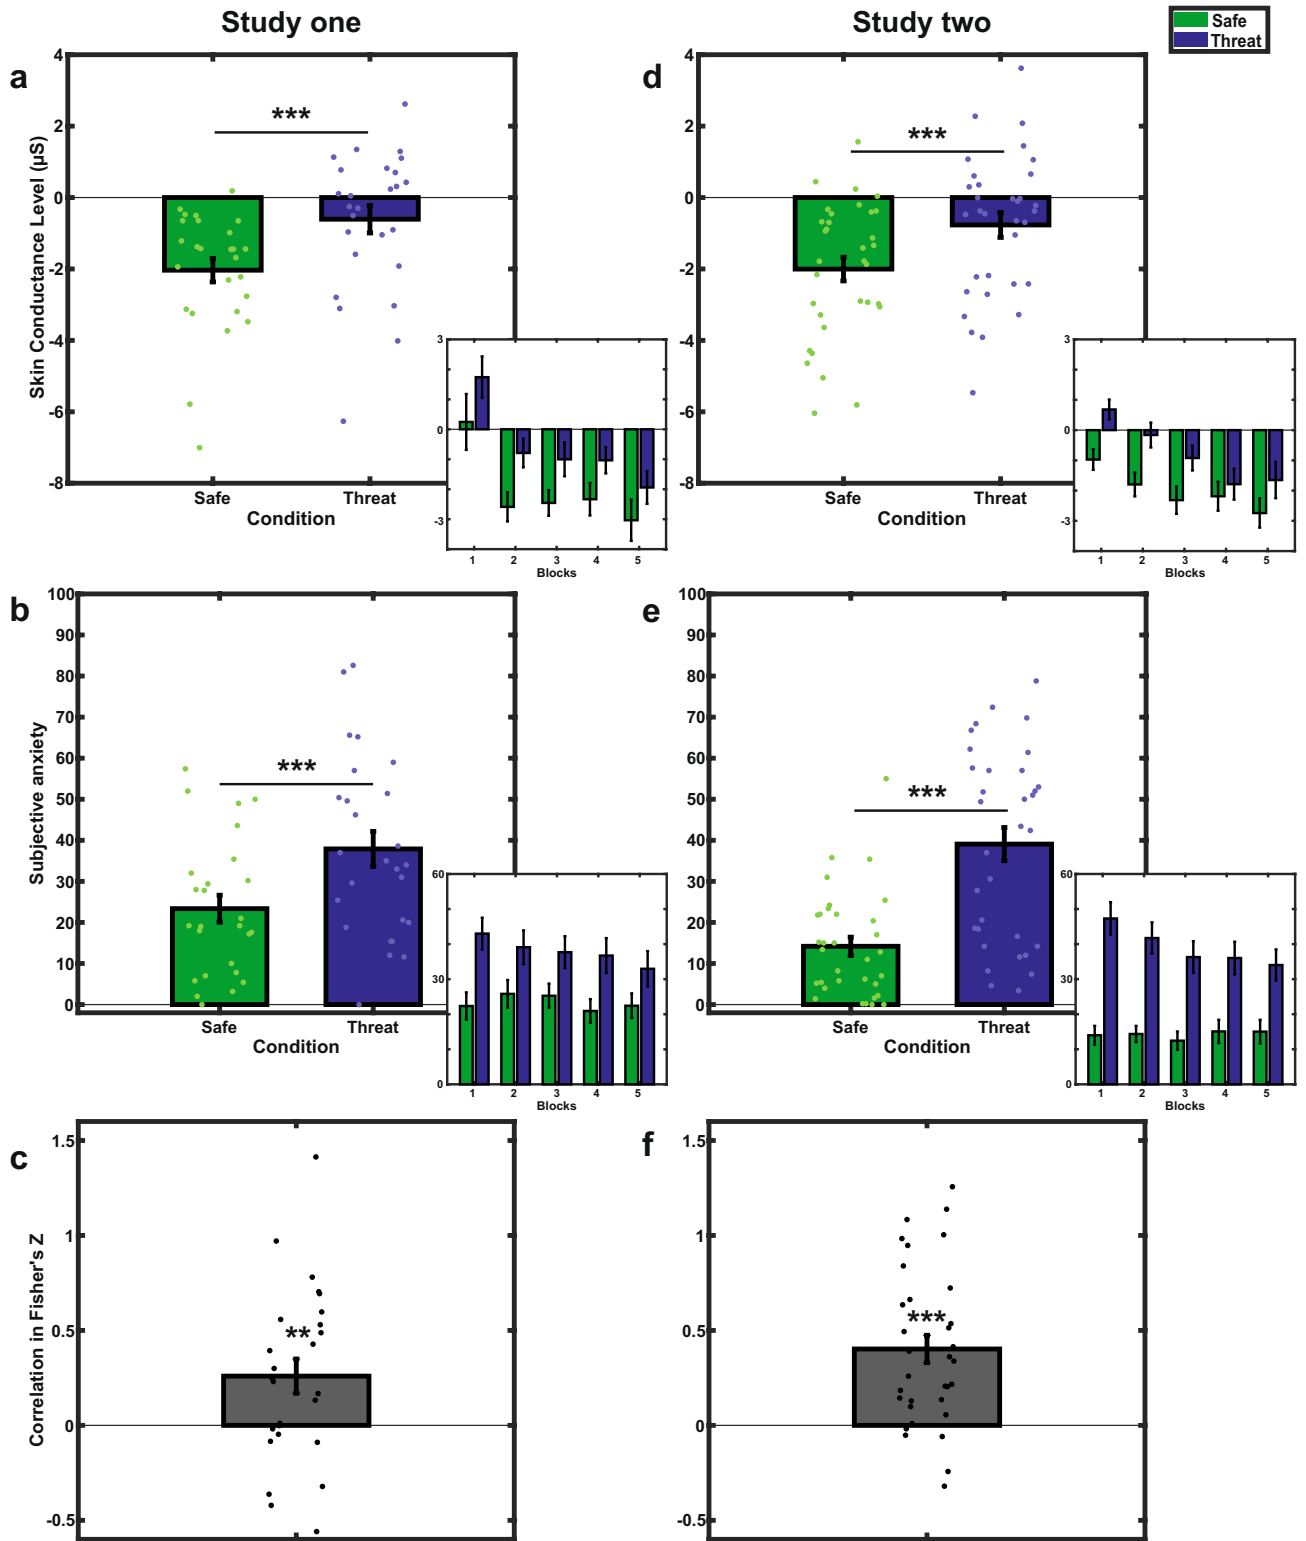 Study one
Study two
Safe
Threat
a
Skin Conductance Level (µS)
4
2
0
-2
-4
-6
-8
***
Safe
Threat
Condition
3
0
-3
1 2 3 4 5
Blocks
d
4
2
0
-2
-4
-6
-8
***
Safe
Threat
Condition
3
0
-3
1 2 3 4 5
Blocks
b
Subjective anxiety
100
90
80
70
60
50
40
30
20
10
0
***
Safe
Threat
Condition
60
30
0
1 2 3 4 5
Blocks
e
100
90
80
70
60
50
40
30
20
10
0
***
Safe
Threat
Condition
60
30
0
1 2 3 4 5
Blocks
c
Correlation in Fisher's Z
1.5
1
0.5
0
-0.5
**
f
1.5
1
0.5
0
-0.5
***